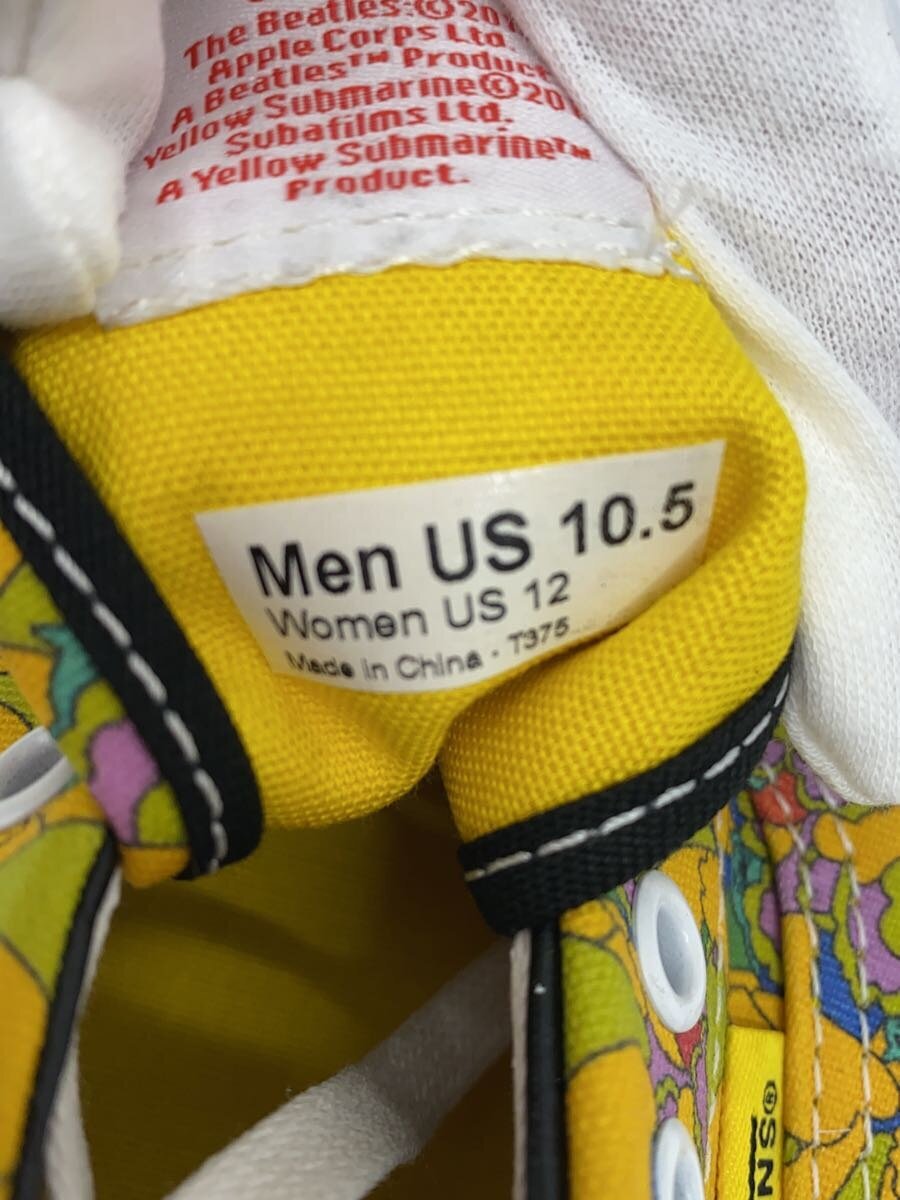 The Beatles:©20
Apple Corps Ltd.
A Beatles™ Product
Yellow Submarine©20
Subafilms Ltd.
A Yellow Submarine™
Product.
Men US 10.5
Women US 12
Made in China · T375
NS®